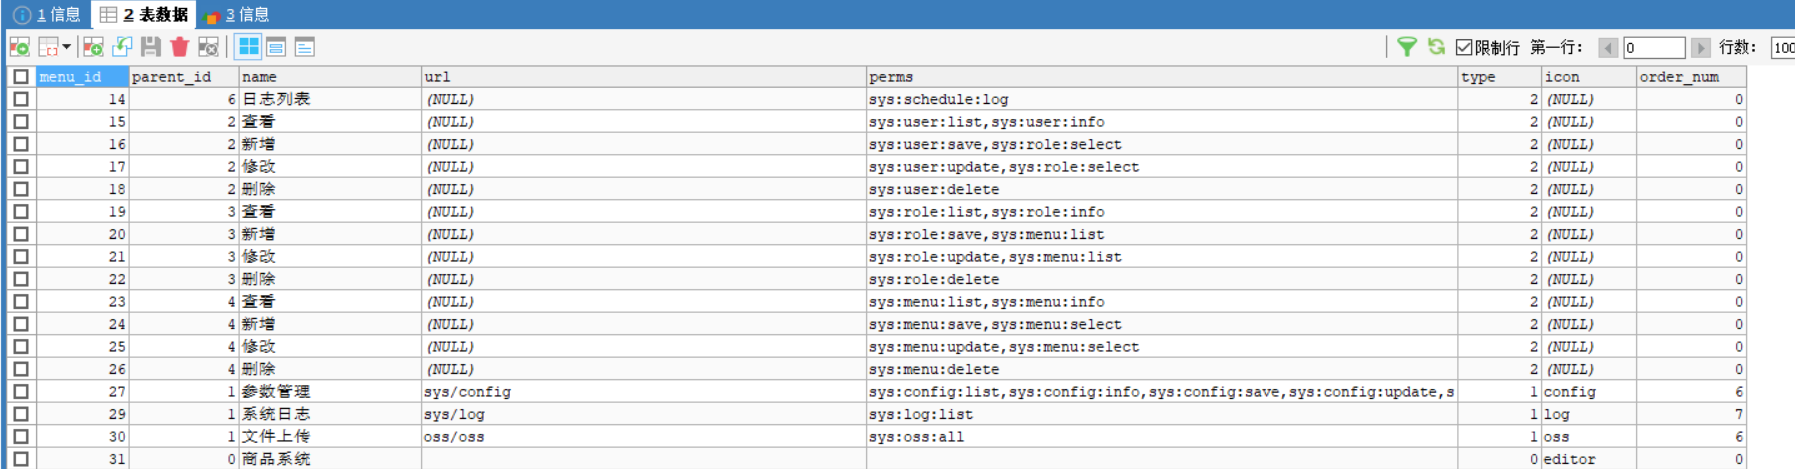 1 信息 2 表数据 3 信息
限制行 第一行: 0 行数: 100
menu_id parent_id name url perms type icon order_num
14 6 日志列表 (NULL) sys:schedule:log 2 (NULL) 0
15 2 查看 (NULL) sys:user:list,sys:user:info 2 (NULL) 0
16 2 新增 (NULL) sys:user:save,sys:role:select 2 (NULL) 0
17 2 修改 (NULL) sys:user:update,sys:role:select 2 (NULL) 0
18 2 删除 (NULL) sys:user:delete 2 (NULL) 0
19 3 查看 (NULL) sys:role:list,sys:role:info 2 (NULL) 0
20 3 新增 (NULL) sys:role:save,sys:menu:list 2 (NULL) 0
21 3 修改 (NULL) sys:role:update,sys:menu:list 2 (NULL) 0
22 3 删除 (NULL) sys:role:delete 2 (NULL) 0
23 4 查看 (NULL) sys:menu:list,sys:menu:info 2 (NULL) 0
24 4 新增 (NULL) sys:menu:save,sys:menu:select 2 (NULL) 0
25 4 修改 (NULL) sys:menu:update,sys:menu:select 2 (NULL) 0
26 4 删除 (NULL) sys:menu:delete 2 (NULL) 0
27 1 参数管理 sys/config sys:config:list,sys:config:info,sys:config:save,sys:config:update,s 1 config 6
29 1 系统日志 sys/log sys:log:list 1 log 7
30 1 文件上传 oss/oss sys:oss:all 1 oss 6
31 0 商品系统 0 editor 0